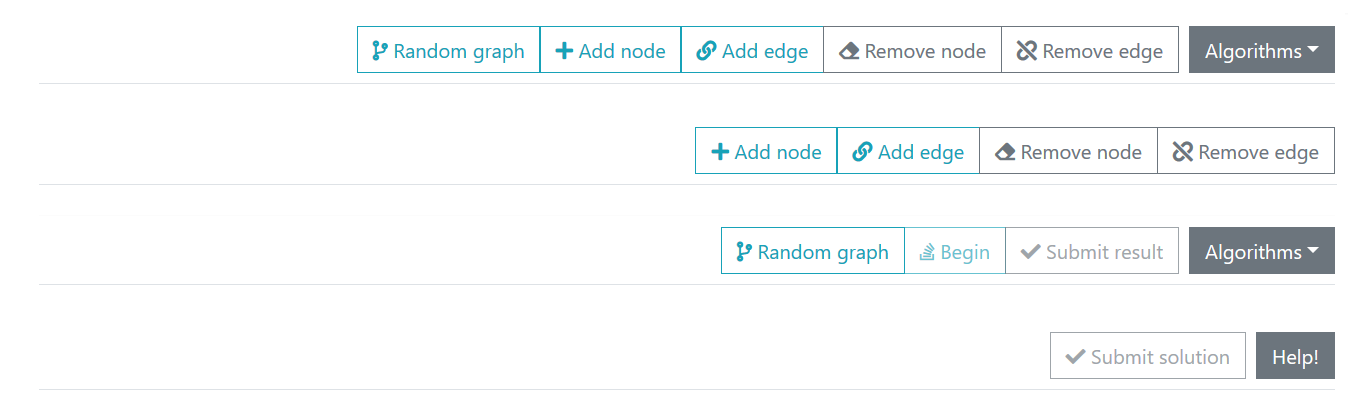 Random graph Add node Add edge Remove node Remove edge Algorithms
Add node Add edge Remove node Remove edge
Random graph Begin Submit result Algorithms
Submit solution Help!